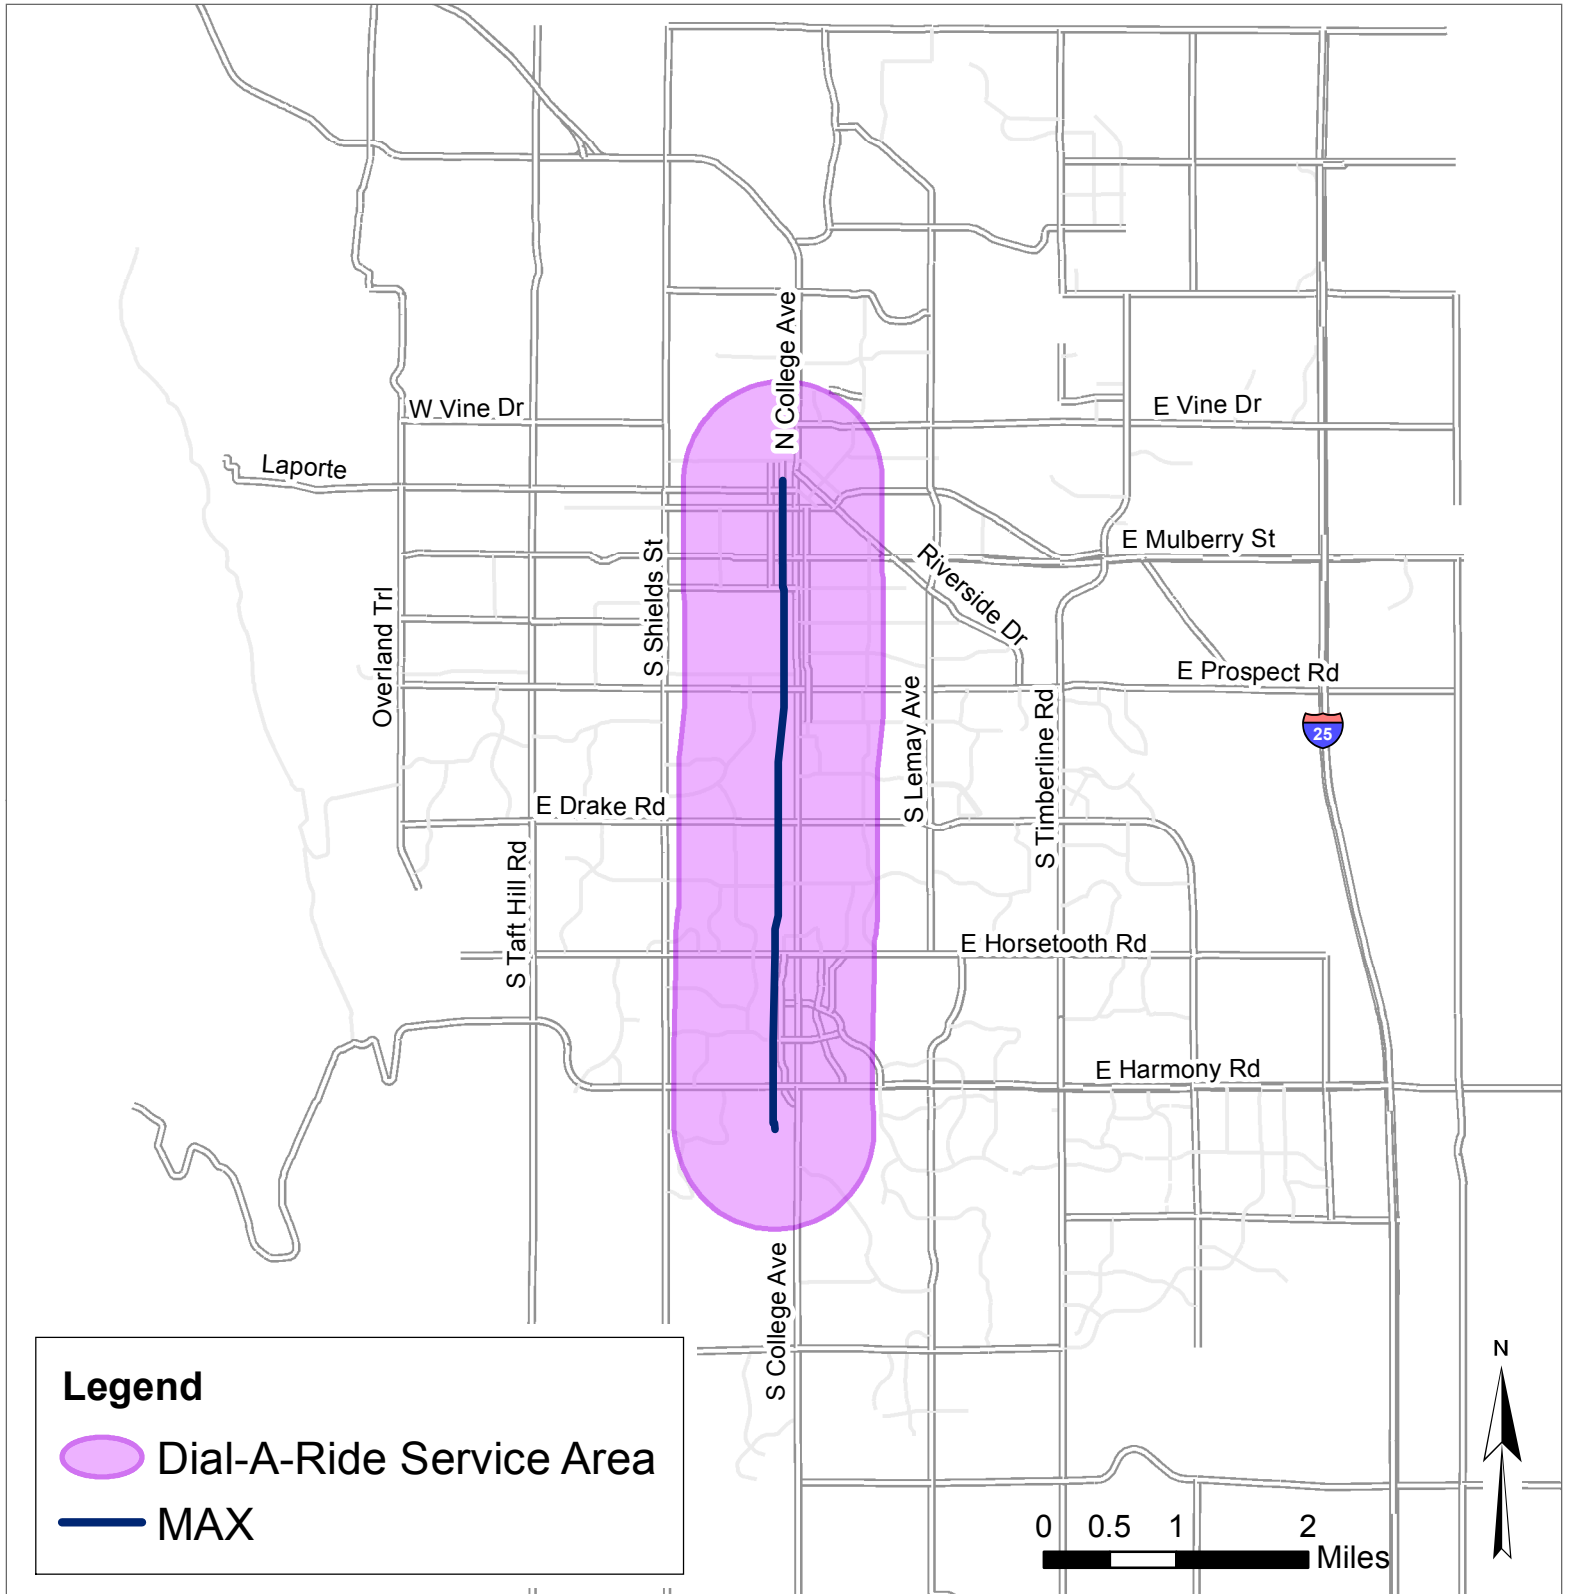 N College Ave
W Vine Dr
E Vine Dr
Laporte
E Mulberry St
Riverside Dr
S Shields St
Overland Trl
E Prospect Rd
25
S Lemay Ave
S Timberline Rd
E Drake Rd
S Taft Hill Rd
E Horsetooth Rd
E Harmony Rd
S College Ave
Legend
Dial-A-Ride Service Area
MAX
N
0 0.5 1 2
Miles